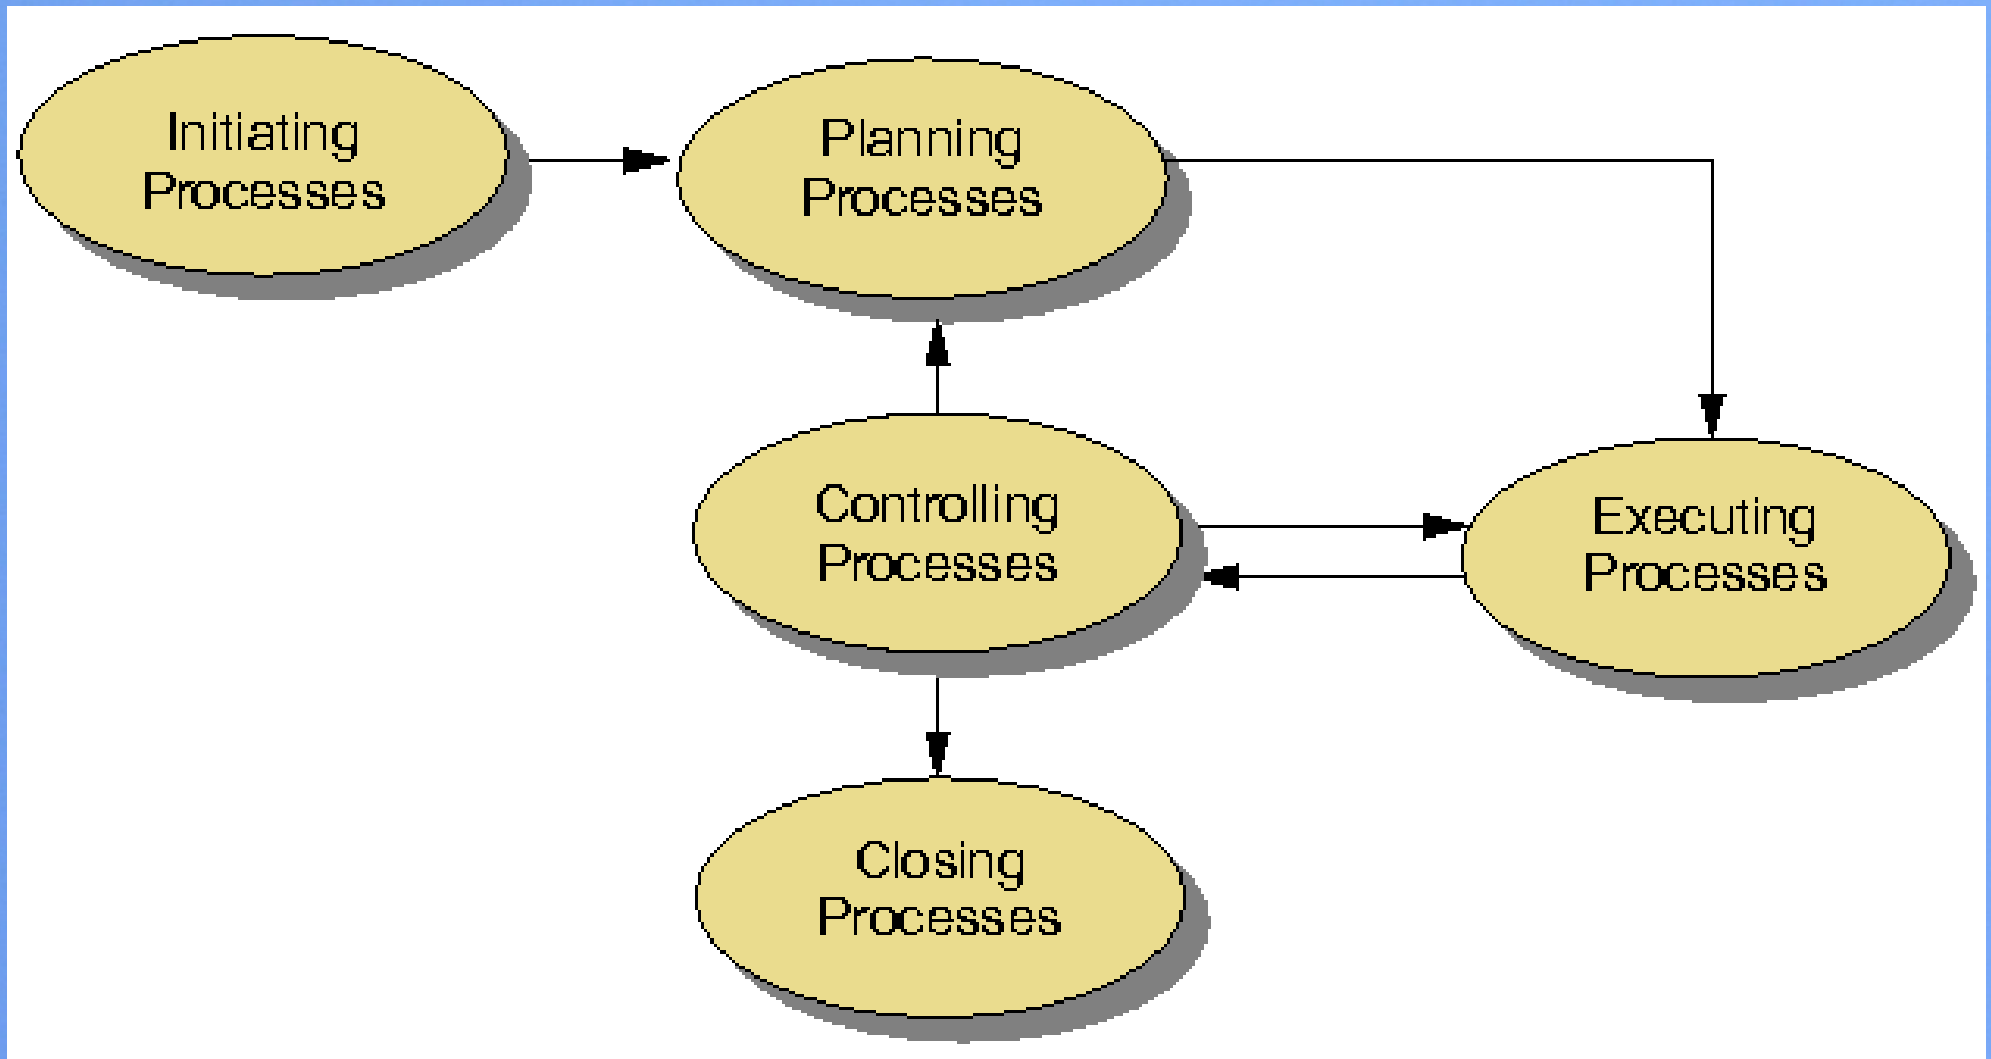 Initiating
Processes
Planning
Processes
Controlling
Processes
Executing
Processes
Closing
Processes